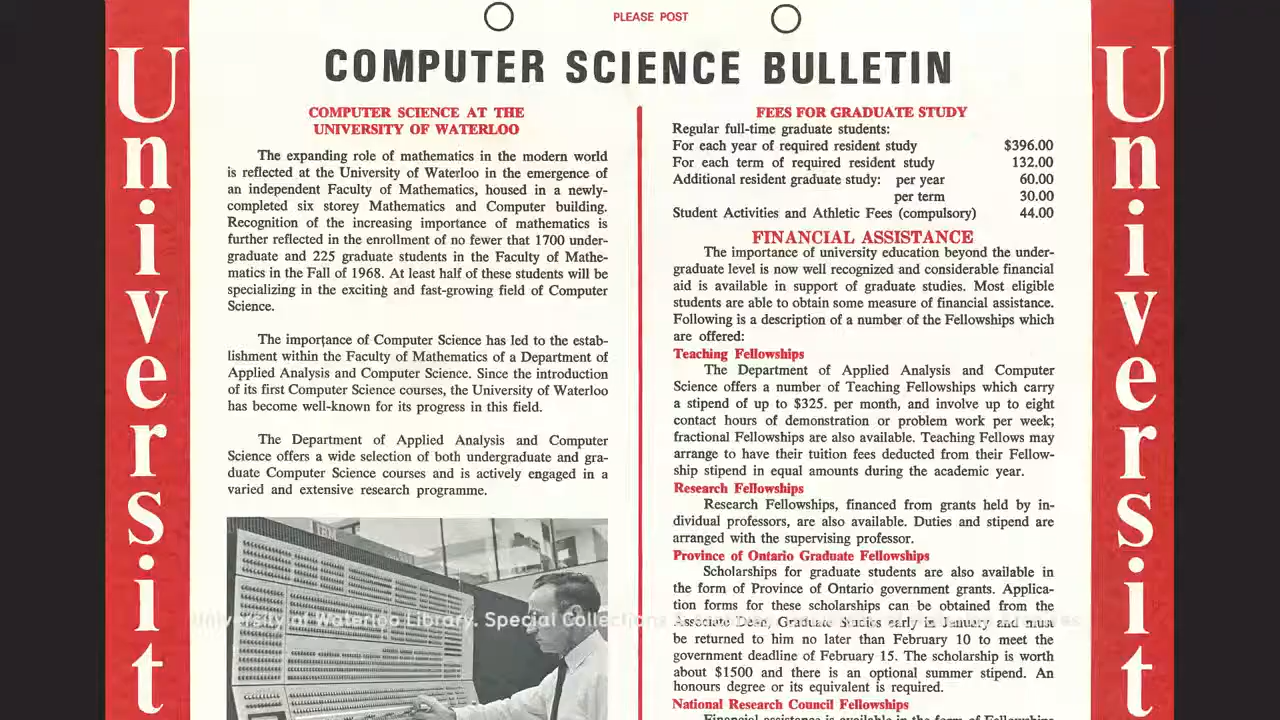 PLEASE POST
COMPUTER SCIENCE BULLETIN
Universit
COMPUTER SCIENCE AT THE
UNIVERSITY OF WATERLOO
The expanding role of mathematics in the modern world
is reflected at the University of Waterloo in the emergence of
an independent Faculty of Mathematics, housed in a newly-
completed six storey Mathematics and Computer building.
Recognition of the increasing importance of mathematics is
further reflected in the enrollment of no fewer that 1700 under-
graduate and 225 graduate students in the Faculty of Mathe-
matics in the Fall of 1968. At least half of these students will be
specializing in the exciting and fast-growing field of Computer
Science.
The importance of Computer Science has led to the estab-
lishment within the Faculty of Mathematics of a Department of
Applied Analysis and Computer Science. Since the introduction
of its first Computer Science courses, the University of Waterloo
has become well-known for its progress in this field.
The Department of Applied Analysis and Computer
Science offers a wide selection of both undergraduate and gra-
duate Computer Science courses and is actively engaged in a
varied and extensive research programme.
FEES FOR GRADUATE STUDY
Regular full-time graduate students:
For each year of required resident study $396.00
For each term of required resident study 132.00
Additional resident graduate study: per year 60.00
per term 30.00
Student Activities and Athletic Fees (compulsory) 44.00
FINANCIAL ASSISTANCE
The importance of university education beyond the under-
graduate level is now well recognized and considerable financial
aid is available in support of graduate studies. Most eligible
students are able to obtain some measure of financial assistance.
Following is a description of a number of the Fellowships which
are offered:
Teaching Fellowships
The Department of Applied Analysis and Computer
Science offers a number of Teaching Fellowships which carry
a stipend of up to $325. per month, and involve up to eight
contact hours of demonstration or problem work per week;
fractional Fellowships are also available. Teaching Fellows may
arrange to have their tuition fees deducted from their Fellow-
ship stipend in equal amounts during the academic year.
Research Fellowships
Research Fellowships, financed from grants held by in-
dividual professors, are also available. Duties and stipend are
arranged with the supervising professor.
Province of Ontario Graduate Fellowships
Scholarships for graduate students are also available in
the form of Province of Ontario government grants. Applica-
tion forms for these scholarships can be obtained from the
Associate Dean, Graduate Studies early in January and must
be returned to him no later than February 10 to meet the
government deadline of February 15. The scholarship is worth
about $1500 and there is an optional summer stipend. An
honours degree or its equivalent is required.
National Research Council Fellowships
Financial assistance is available in the form of Fellowships
Universit
University of Waterloo Library. Special Collections